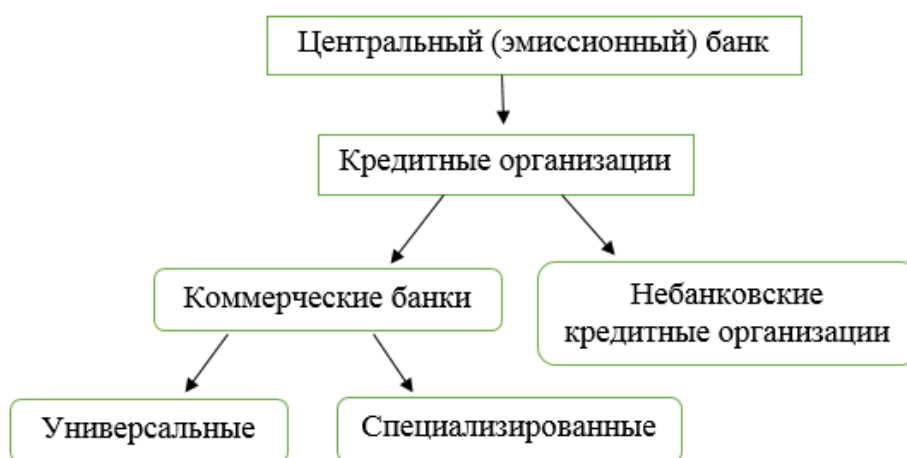 Центральный (эмиссионный) банк
Кредитные организации
Коммерческие банки
Небанковские
кредитные организации
Универсальные
Специализированные